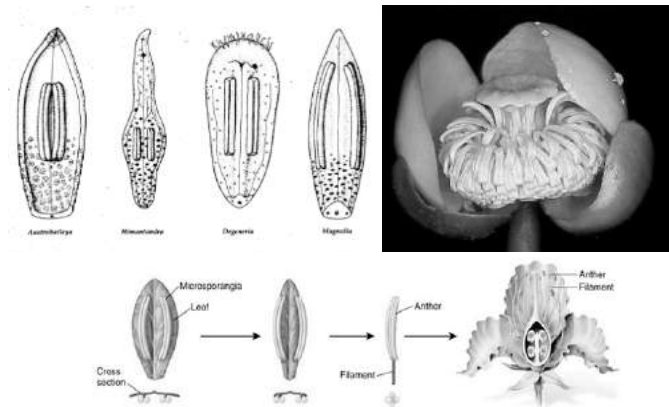 Austrobaileya Himantandra Degeneria Magnolia
Microsporangia
Leaf
Cross
section
Anther
Filament
Anther
Filament